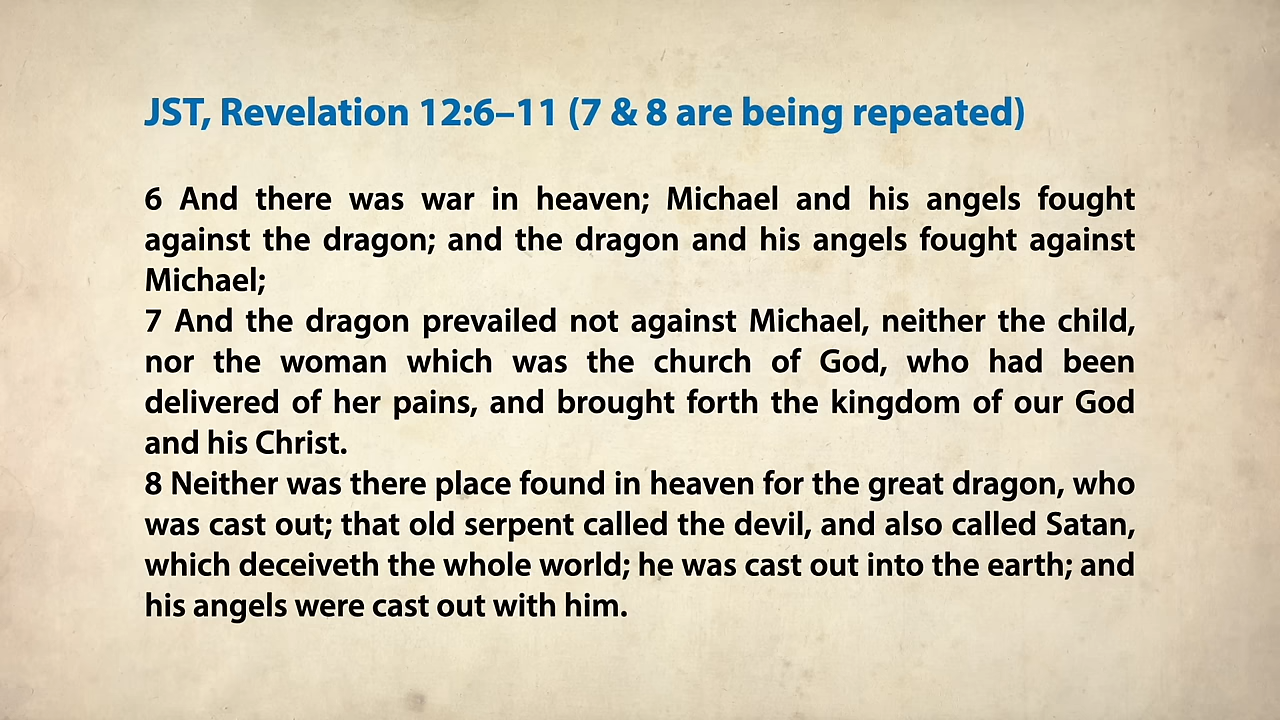 JST, Revelation 12:6–11 (7 & 8 are being repeated)
6 And there was war in heaven; Michael and his angels fought
against the dragon; and the dragon and his angels fought against
Michael;
7 And the dragon prevailed not against Michael, neither the child,
nor the woman which was the church of God, who had been
delivered of her pains, and brought forth the kingdom of our God
and his Christ.
8 Neither was there place found in heaven for the great dragon, who
was cast out; that old serpent called the devil, and also called Satan,
which deceiveth the whole world; he was cast out into the earth; and
his angels were cast out with him.